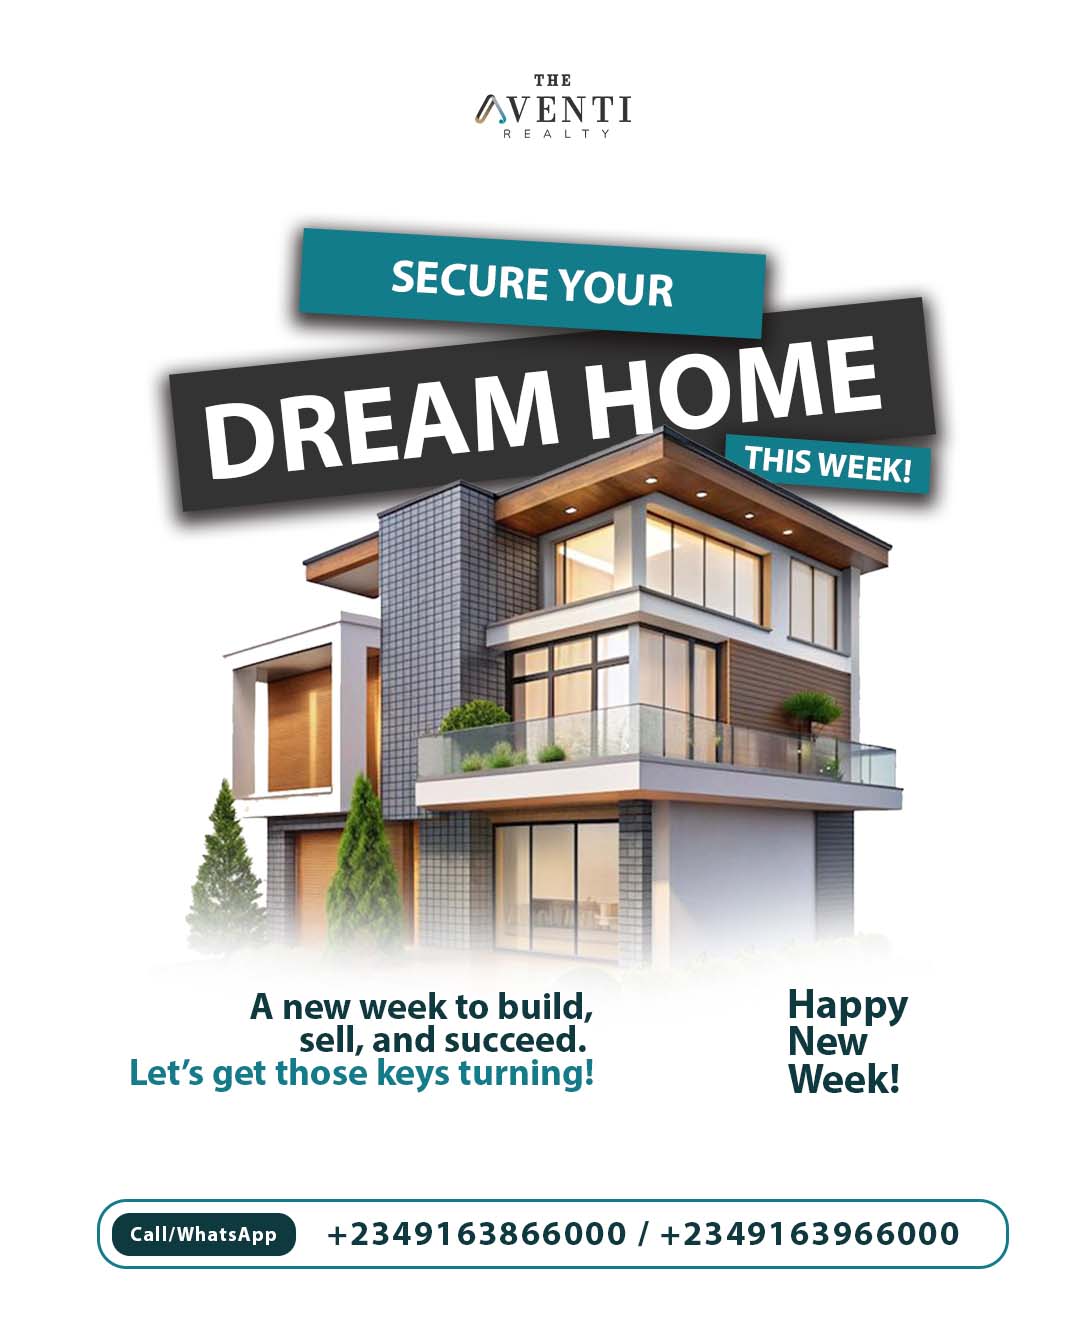 THE
AVENTI
REALTY
SECURE YOUR
DREAM HOME
THIS WEEK!
A new week to build,
sell, and succeed.
Let’s get those keys turning!
Happy
New
Week!
Call/WhatsApp
+2349163866000 / +2349163966000